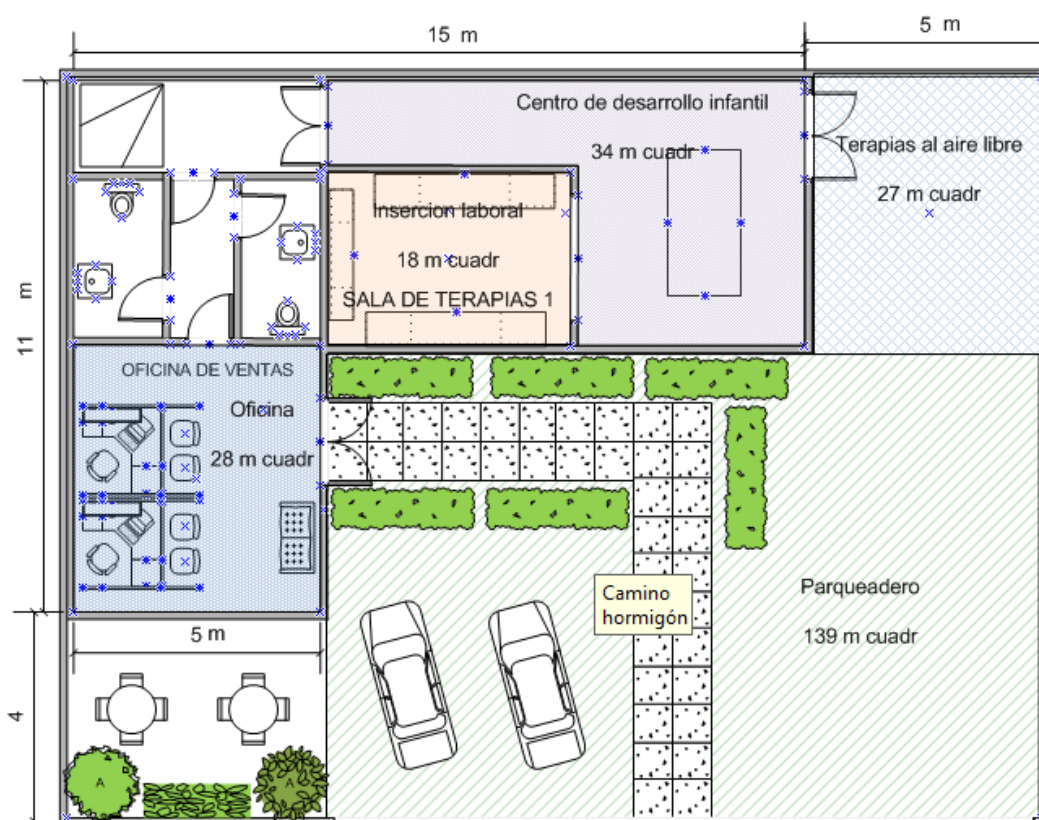 15 m
5 m
Centro de desarrollo infantil
34 m cuadr
Terapias al aire libre
27 m cuadr
Insercion laboral
18 m cuadr
SALA DE TERAPIAS 1
11 m
OFICINA DE VENTAS
Oficina
28 m cuadr
Camino
hormigón
Parqueadero
139 m cuadr
5 m
4
A
A